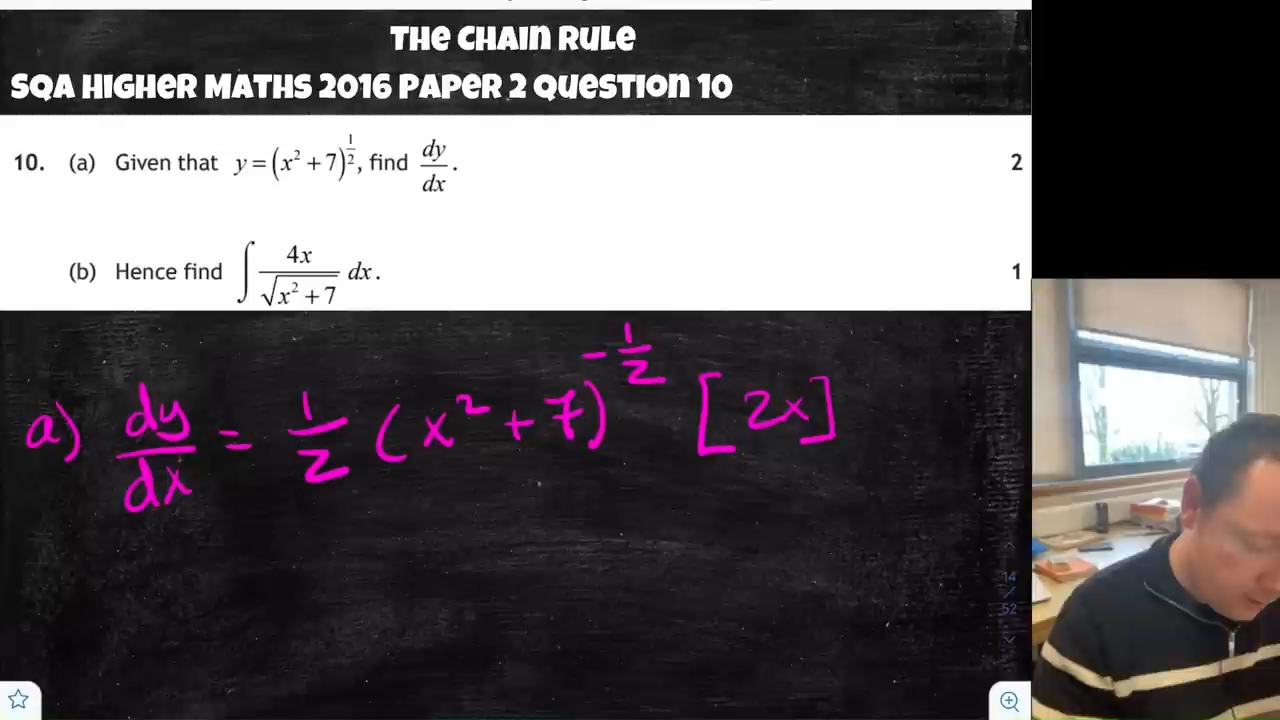 THE CHAIN RULE
SQA HIGHER MATHS 2016 PAPER 2 QUESTION 10
10. (a) Given that y = (x² + 7)^(1/2), find dy/dx. 2
(b) Hence find ∫ 4x/√(x² + 7) dx. 1
a) dy/dx = 1/2 (x² + 7)^(-1/2) [2x]
14
/
52